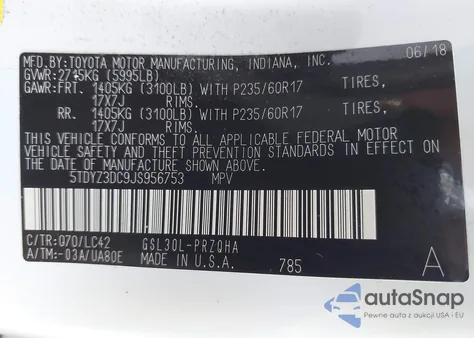 MFD.BY:TOYOTA MOTOR MANUFACTURING, INDIANA, INC. 06/18
GVWR:2715KG (5995LB)
GAWR:FRT. 1405KG (3100LB) WITH P235/60R17 TIRES,
17X7J RIMS.
RR. 1405KG (3100LB) WITH P235/60R17 TIRES,
17X7J RIMS.
THIS VEHICLE CONFORMS TO ALL APPLICABLE FEDERAL MOTOR
VEHICLE SAFETY, BUMPER, AND THEFT PREVENTION STANDARDS IN EFFECT
ON THE DATE OF MANUFACTURE SHOWN ABOVE.
5TDYZ3DC9JS956753 MPV
C/TR:070/LC42 GSL30L-PRZQHA
A/TM:-03A/UA80E MADE IN U.S.A. 785 A
autoSnap
Pewne auta z USA i EU